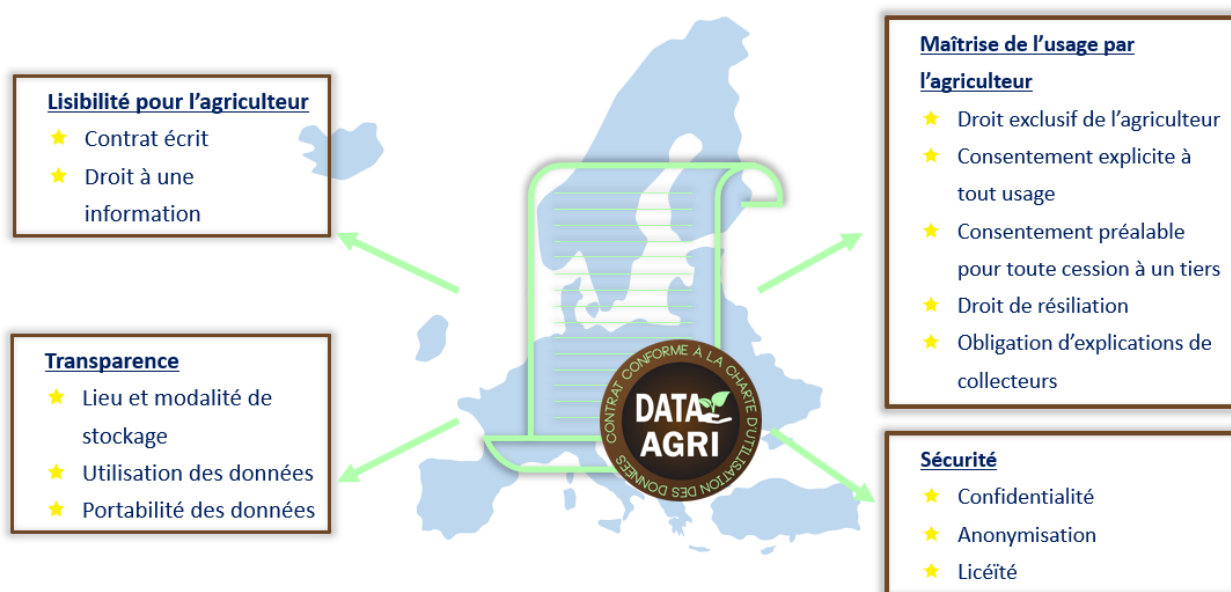 Lisibilité pour l'agriculteur
Contrat écrit
Droit à une
information
Transparence
Lieu et modalité de
stockage
Utilisation des données
Portabilité des données
CONTRAT CONFORME À LA CHARTE D'UTILISATION DES DONNÉES
DATA
AGRI
Maîtrise de l'usage par
l'agriculteur
Droit exclusif de l'agriculteur
Consentement explicite à
tout usage
Consentement préalable
pour toute cession à un tiers
Droit de résiliation
Obligation d'explications de
collecteurs
Sécurité
Confidentialité
Anonymisation
Licéïté